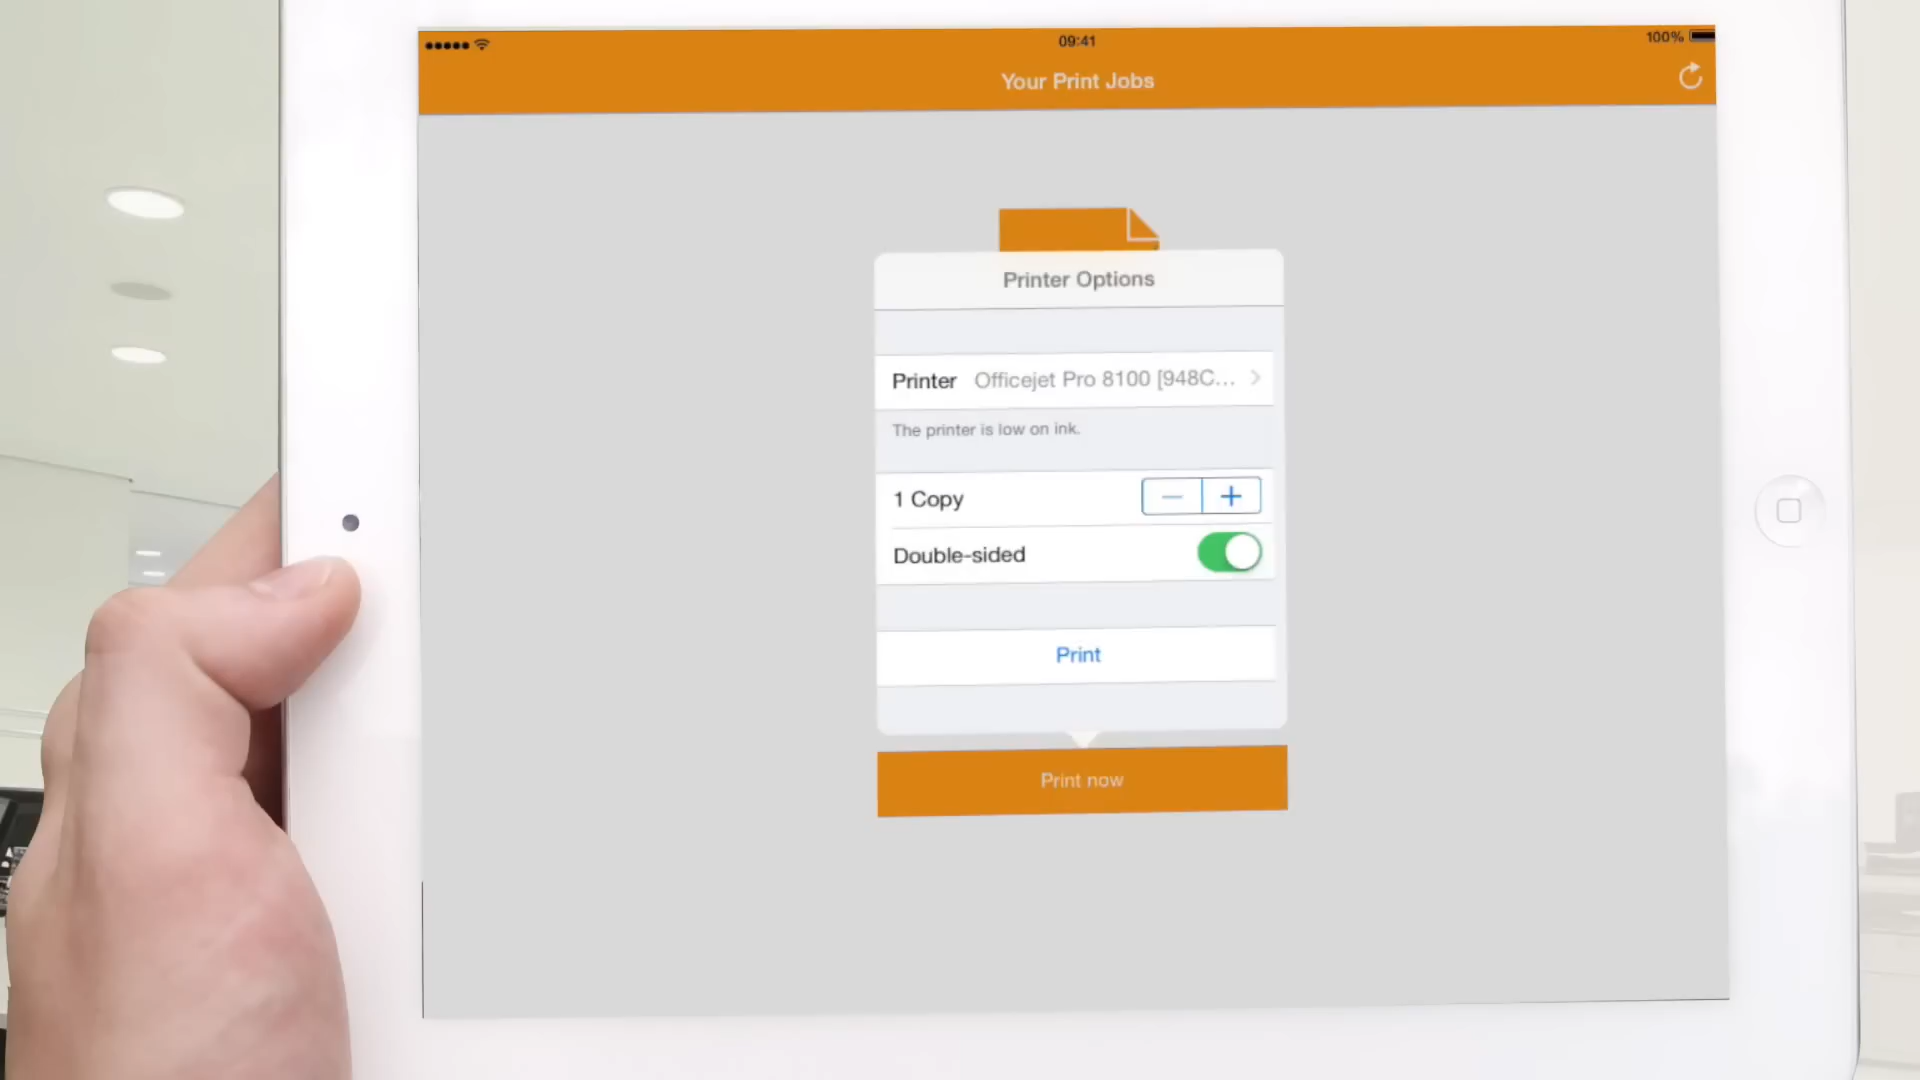 09:41
100%
Your Print Jobs
Printer Options
Printer Officejet Pro 8100 [948C...
The printer is low on ink.
1 Copy
Double-sided
Print
Print now